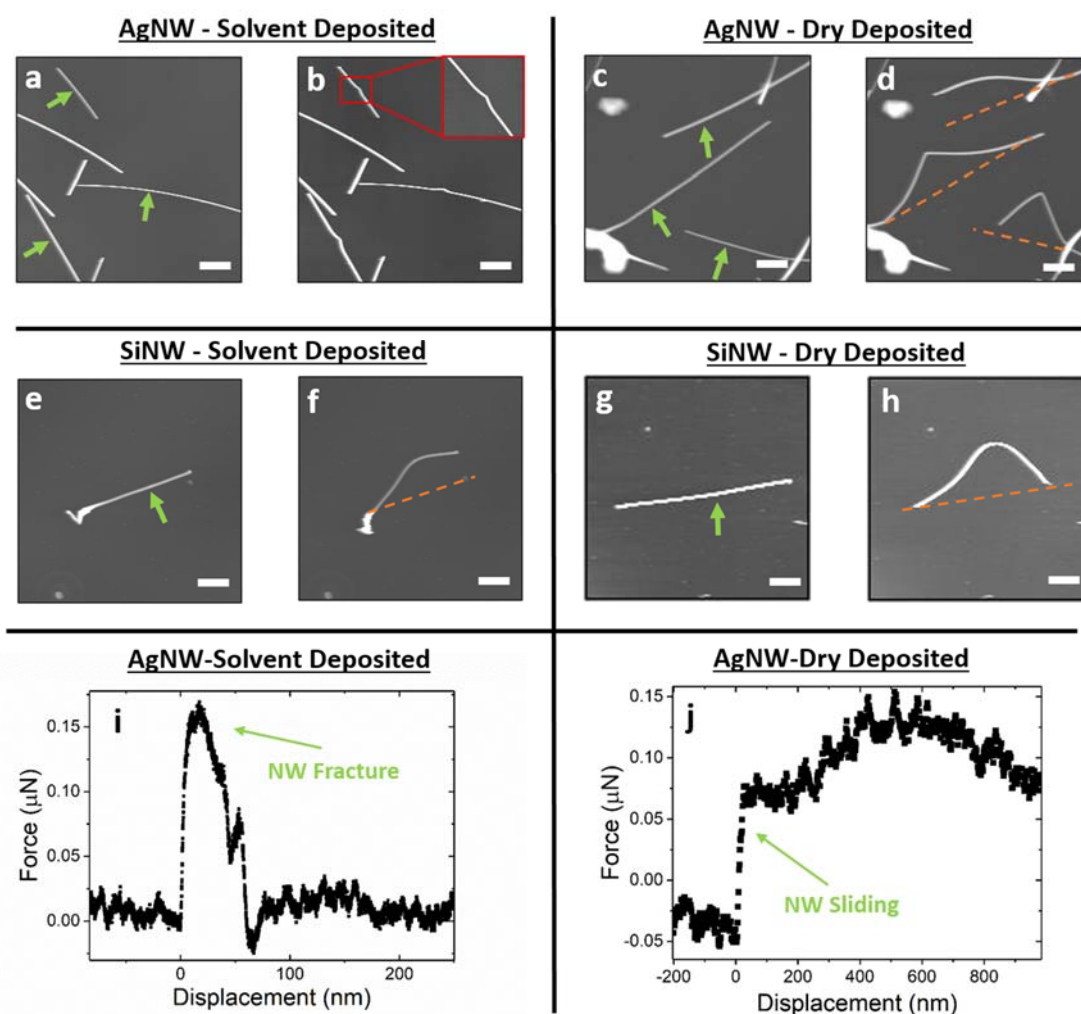 AgNW - Solvent Deposited
AgNW - Dry Deposited
a
b
c
d
SiNW - Solvent Deposited
SiNW - Dry Deposited
e
f
g
h
AgNW-Solvent Deposited
AgNW-Dry Deposited
i
NW Fracture
0.15
0.10
0.05
0.00
Force (μN)
0
100
200
Displacement (nm)
j
NW Sliding
0.15
0.10
0.05
0.00
-0.05
Force (μN)
-200
0
200
400
600
800
Displacement (nm)